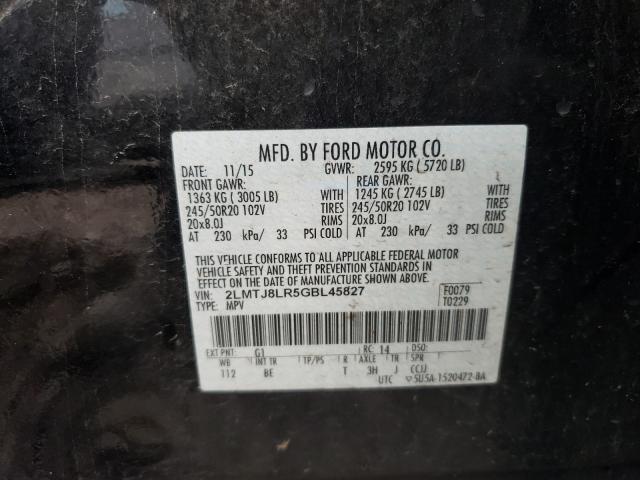 MFD. BY FORD MOTOR CO.
DATE: 11/15 GVWR: 2595 KG ( 5720 LB)
FRONT GAWR: REAR GAWR:
1363 KG ( 3005 LB) WITH 1245 KG ( 2745 LB) WITH
245/50R20 102V TIRES 245/50R20 102V TIRES
20x8.0J RIMS 20x8.0J RIMS
AT 230 kPa/ 33 PSI COLD AT 230 kPa/ 33 PSI COLD
THIS VEHICLE CONFORMS TO ALL APPLICABLE FEDERAL MOTOR
VEHICLE SAFETY AND THEFT PREVENTION STANDARDS IN
EFFECT ON THE DATE OF MANUFACTURE SHOWN ABOVE.
VIN: 2LMTJ8LR5GBL45827 F0079
TYPE: MPV T0229
EXT PNT: G1 RC: 14 DSO:
WB INT TR TP/PS R AXLE TR SPR
112 BE T 3H J CCJJ
UTC ▽5U5A-1520472-BA